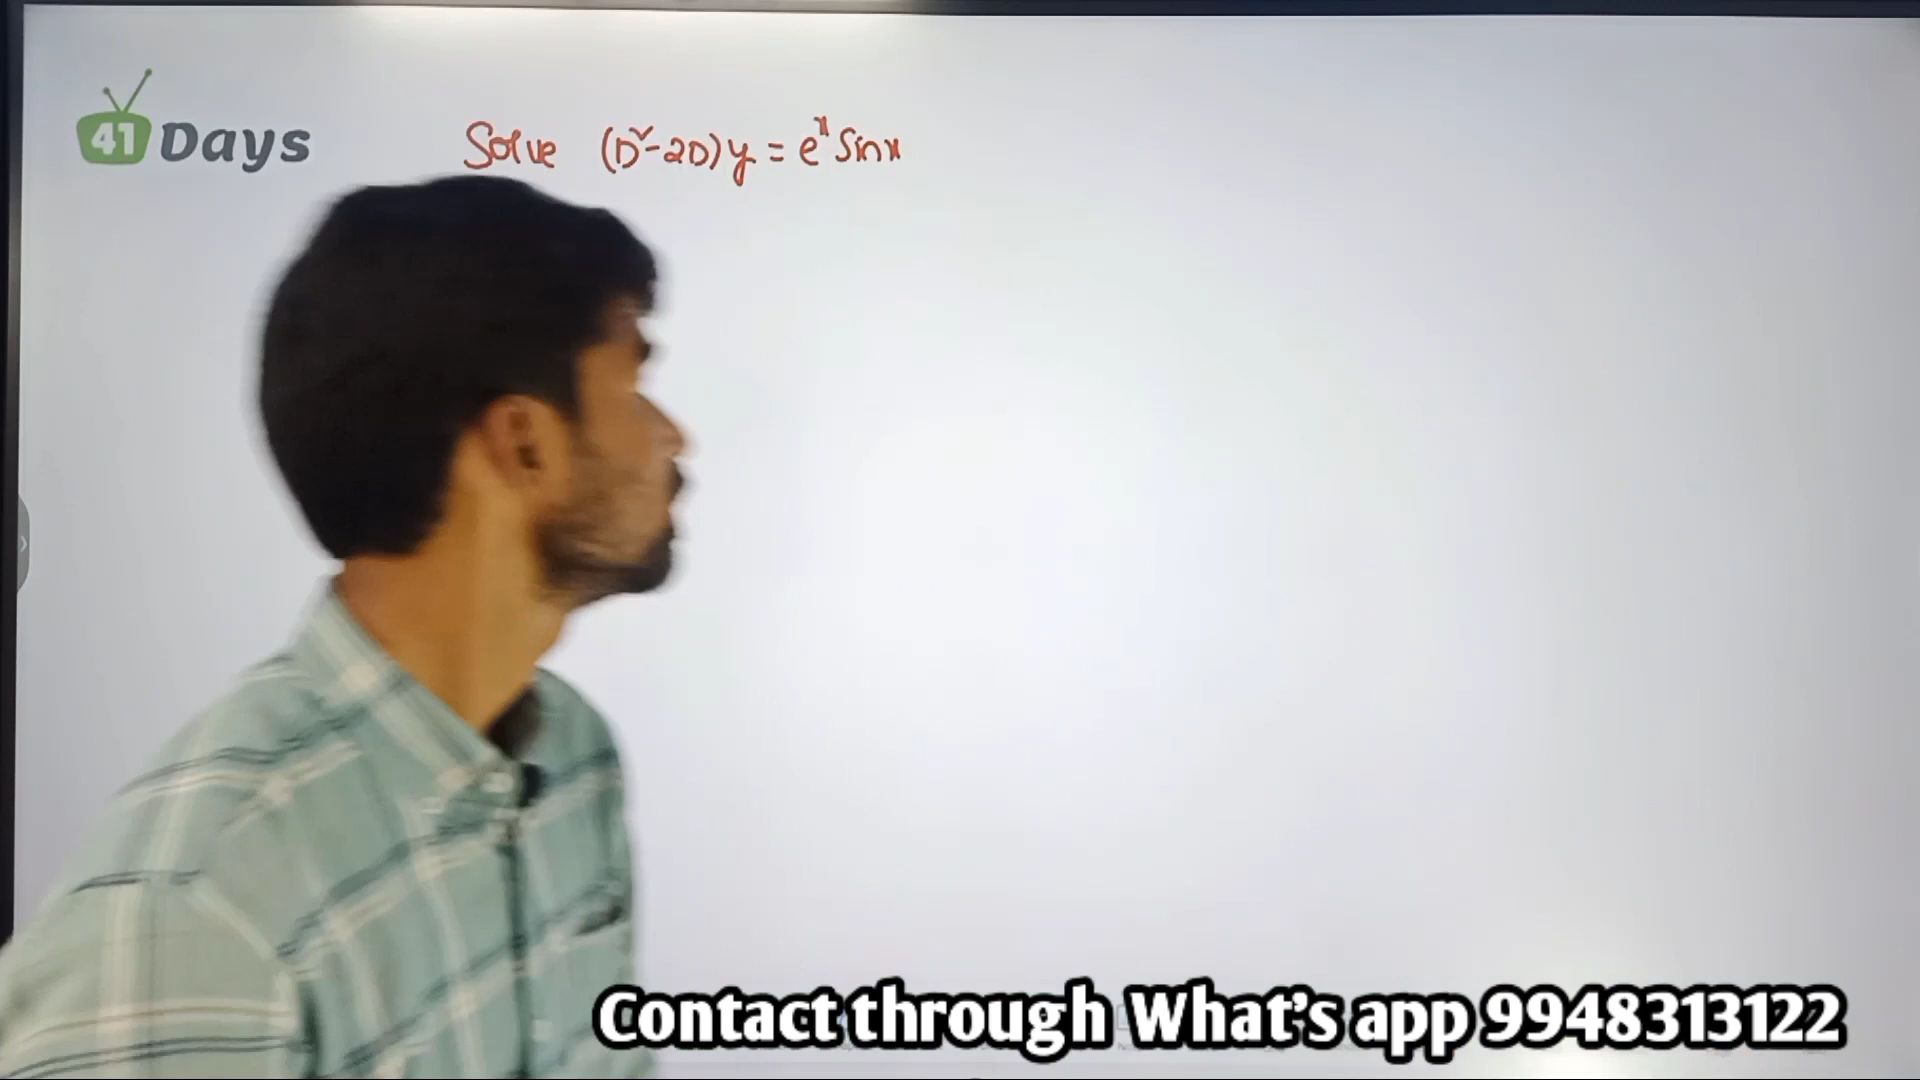 41 Days
Solve (D²-2D)y = eˣ Sinx
Contact through What's app 9948313122